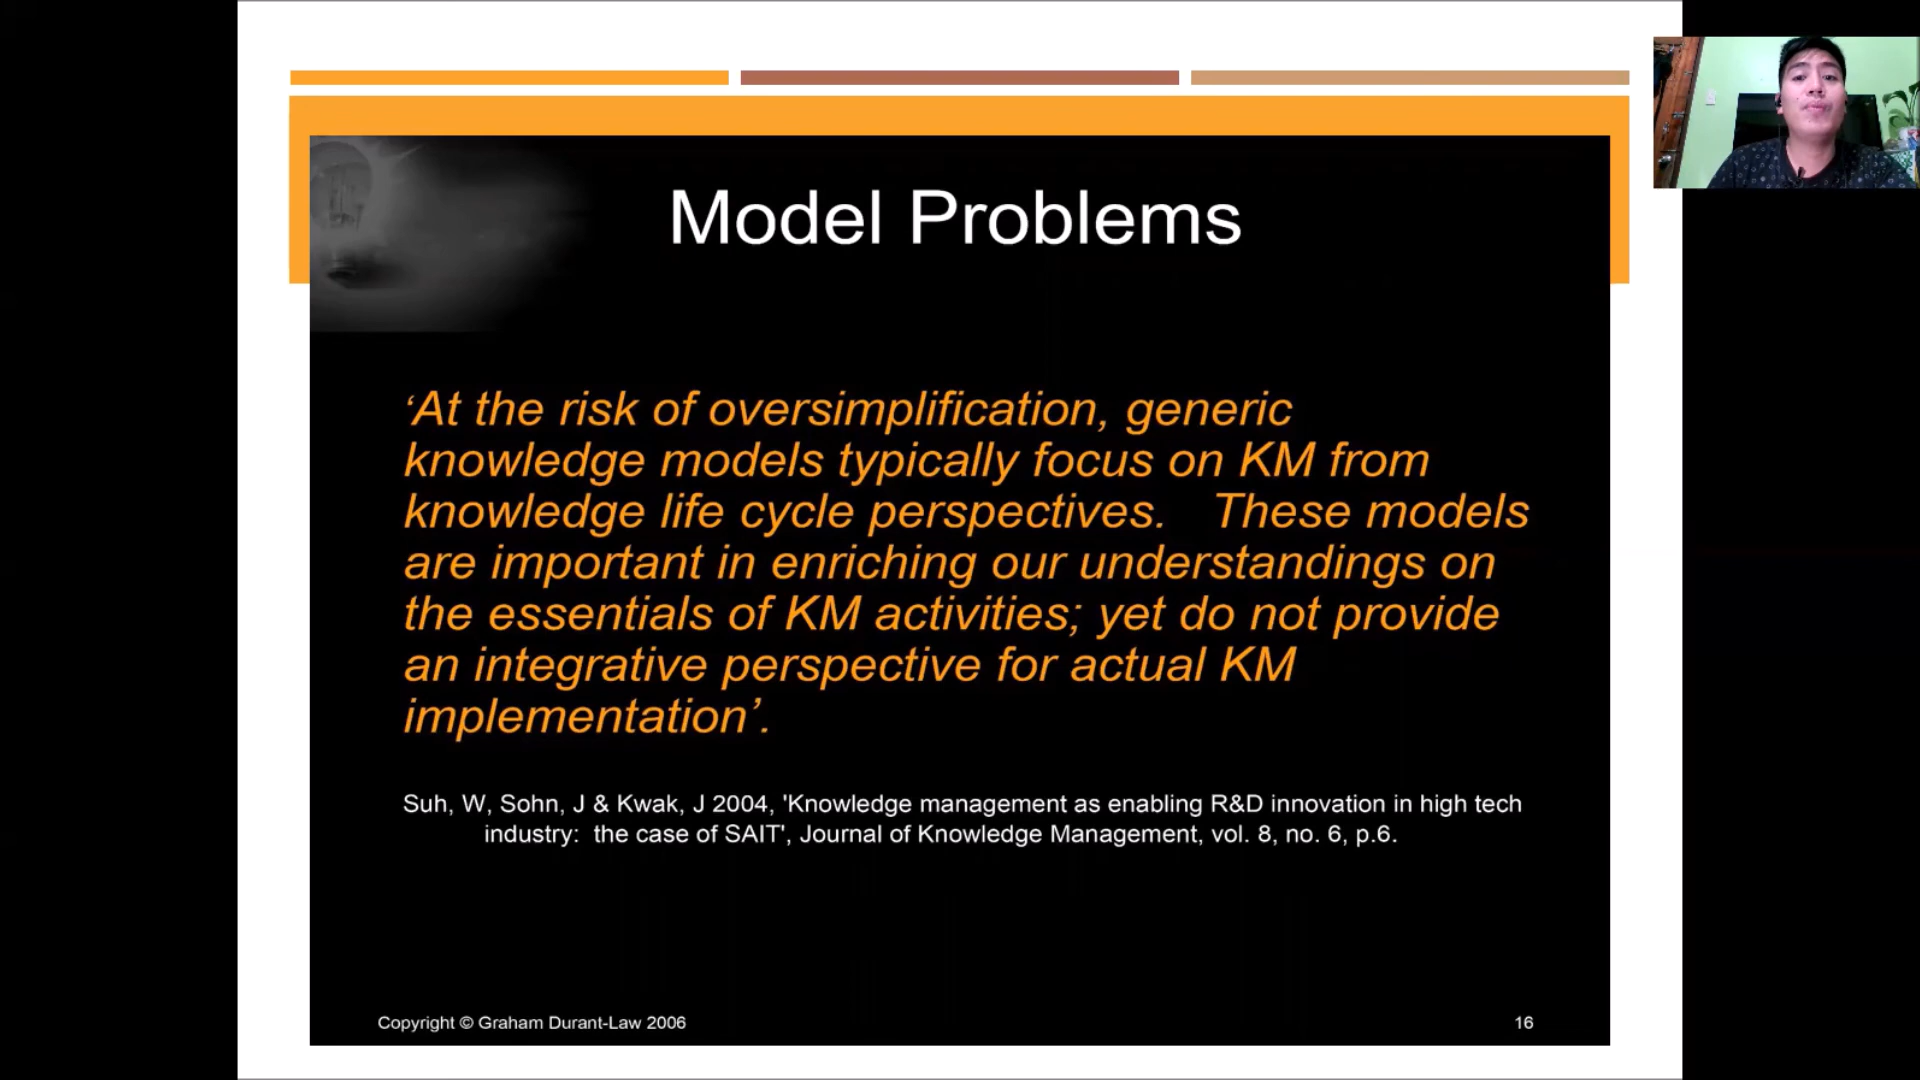 Model Problems
‘At the risk of oversimplification, generic
knowledge models typically focus on KM from
knowledge life cycle perspectives.   These models
are important in enriching our understandings on
the essentials of KM activities; yet do not provide
an integrative perspective for actual KM
implementation’.
Suh, W, Sohn, J & Kwak, J 2004, 'Knowledge management as enabling R&D innovation in high tech
industry:  the case of SAIT', Journal of Knowledge Management, vol. 8, no. 6, p.6.
Copyright © Graham Durant-Law 2006
16